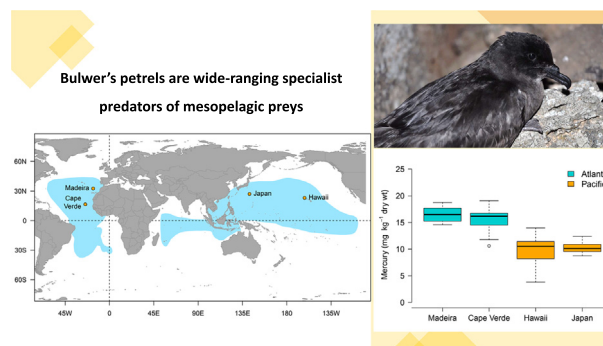 Bulwer's petrels are wide-ranging specialist
predators of mesopelagic preys
60N
30N
0
30S
60S
Madeira
Cape
Verde
Japan
Hawaii
45W
0
45E
90E
135E
180
135W
25
20
15
10
5
0
Mercury (mg kg⁻¹ dry wt)
Atlant
Pacific
Madeira
Cape Verde
Hawaii
Japan